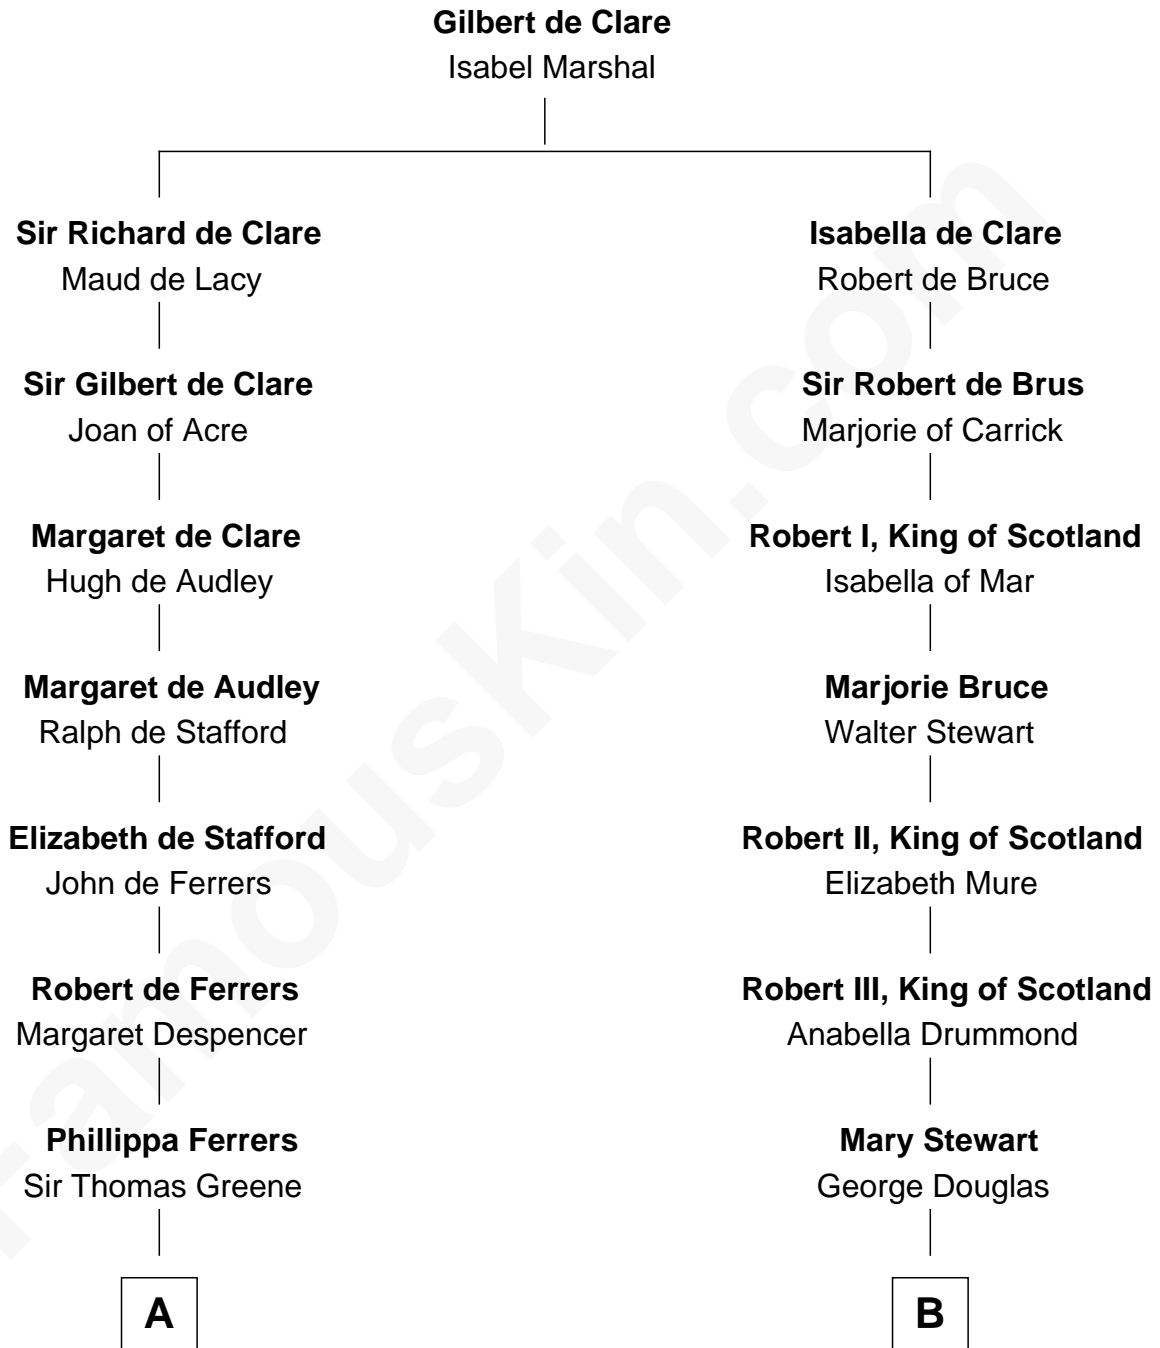 Gilbert de Clare
Isabel Marshal
Sir Richard de Clare
Maud de Lacy
Isabella de Clare
Robert de Bruce
Sir Gilbert de Clare
Joan of Acre
Sir Robert de Brus
Marjorie of Carrick
Margaret de Clare
Hugh de Audley
Robert I, King of Scotland
Isabella of Mar
Margaret de Audley
Ralph de Stafford
Marjorie Bruce
Walter Stewart
Elizabeth de Stafford
John de Ferrers
Robert II, King of Scotland
Elizabeth Mure
Robert de Ferrers
Margaret Despencer
Robert III, King of Scotland
Anabella Drummond
Phillippa Ferrers
Sir Thomas Greene
Mary Stewart
George Douglas
A
B
FamousKin.com